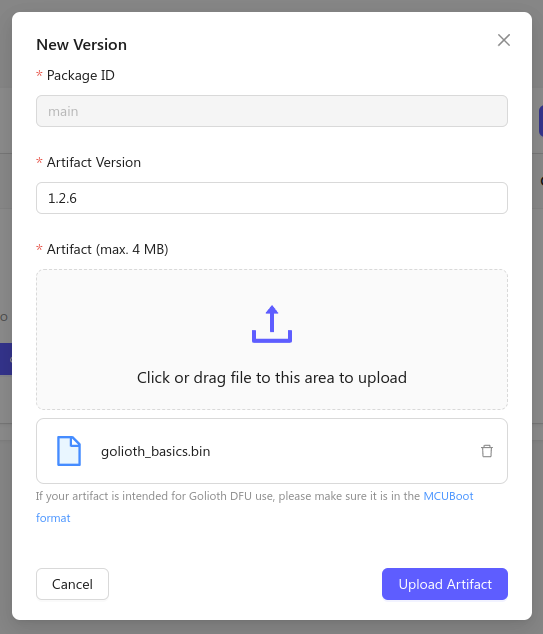 New Version
* Package ID
main
* Artifact Version
1.2.6
* Artifact (max. 4 MB)
Click or drag file to this area to upload
golioth_basics.bin
If your artifact is intended for Golioth DFU use, please make sure it is in the MCUBoot
format
Cancel
Upload Artifact